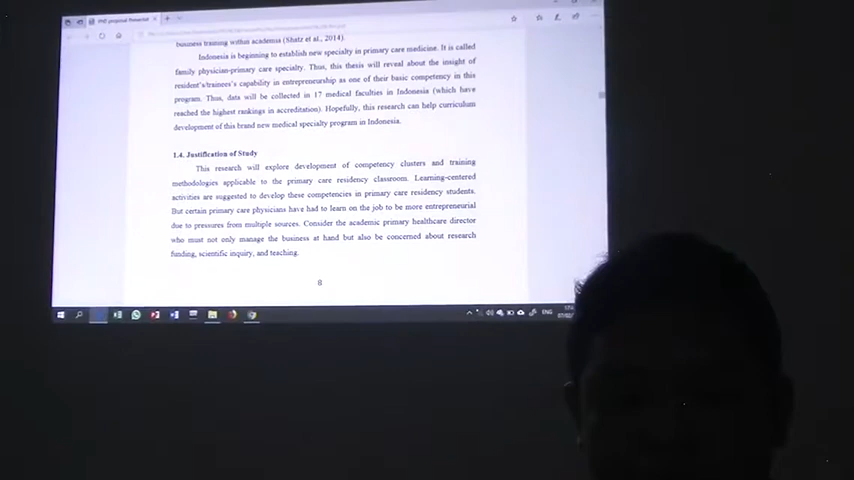 PhD proposal Presentat
business training within academia (Shatz et al., 2014).
Indonesia is beginning to establish new specialty in primary care medicine. It is called
family physician-primary care specialty. Thus, this thesis will reveal about the insight of
resident's/trainees's capability in entrepreneurship as one of their basic competency in this
program. Thus, data will be collected in 17 medical faculties in Indonesia (which have
reached the highest rankings in accreditation). Hopefully, this research can help curriculum
development of this brand new medical specialty program in Indonesia.
1.4. Justification of Study
This research will explore development of competency clusters and training
methodologies applicable to the primary care residency classroom. Learning-centered
activities are suggested to develop these competencies in primary care residency students.
But certain primary care physicians have had to learn on the job to be more entrepreneurial
due to pressures from multiple sources. Consider the academic primary healthcare director
who must not only manage the business at hand but also be concerned about research
funding, scientific inquiry, and teaching.
8
ENG